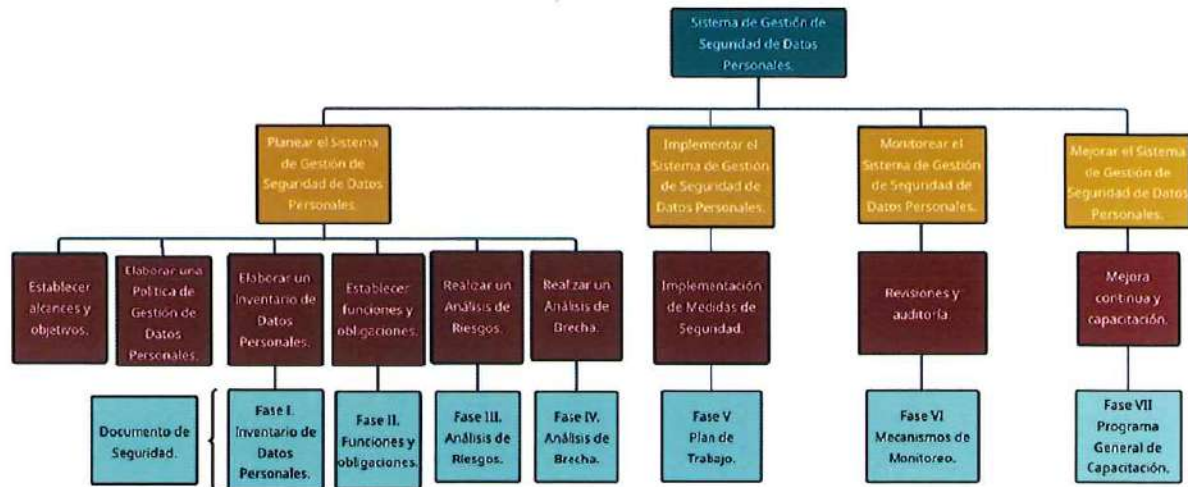 Sistema de Gestión de
Seguridad de Datos
Personales.
Planear el Sistema
de Gestión de
Seguridad de Datos
Personales.
Implementar el
Sistema de Gestión
de Seguridad de
Datos Personales.
Monitorear el
Sistema de Gestión
de Seguridad de
Datos Personales.
Mejorar el Sistema
de Gestión de
Seguridad de Datos
Personales.
Establecer
alcances y
objetivos.
Elaborar una
Política de
Gestión de
Datos
Personales.
Elaborar un
Inventario de
Datos
Personales.
Establecer
funciones y
obligaciones.
Realizar un
Análisis de
Riesgos.
Realizar un
Análisis de
Brecha.
Implementación
de Medidas de
Seguridad.
Revisiones y
auditoría
Mejora
continua y
capacitación.
Documento de
Seguridad.
Fase I.
Inventario de
Datos
Personales.
Fase II.
Funciones y
obligaciones.
Fase III.
Análisis de
Riesgos.
Fase IV.
Análisis de
Brecha.
Fase V
Plan de
Trabajo.
Fase VI
Mecanismos de
Monitoreo.
Fase VII
Programa
General de
Capacitación.